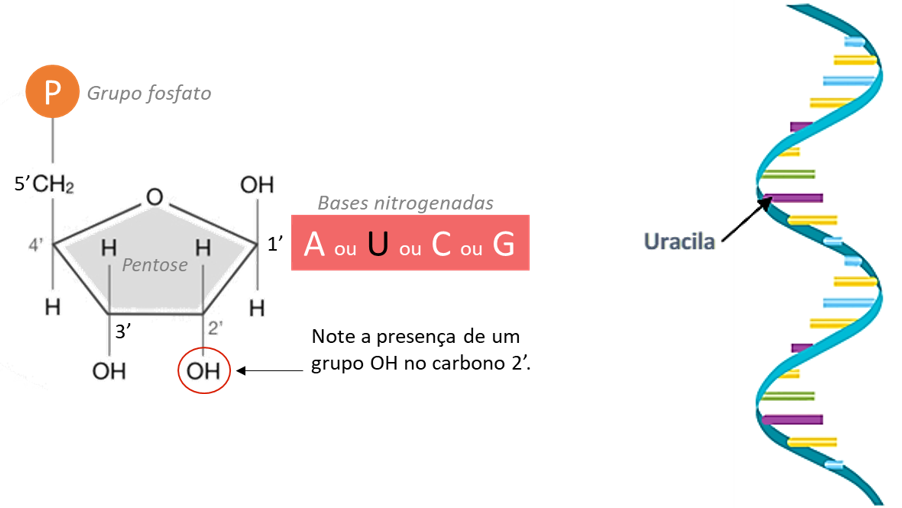 P
Grupo fosfato
5’CH₂
O
OH
Bases nitrogenadas
4’
H
H
1’
A ou U ou C ou G
Pentose
H
H
3’
2’
OH
OH
Note a presença de um
grupo OH no carbono 2’.
Uracila